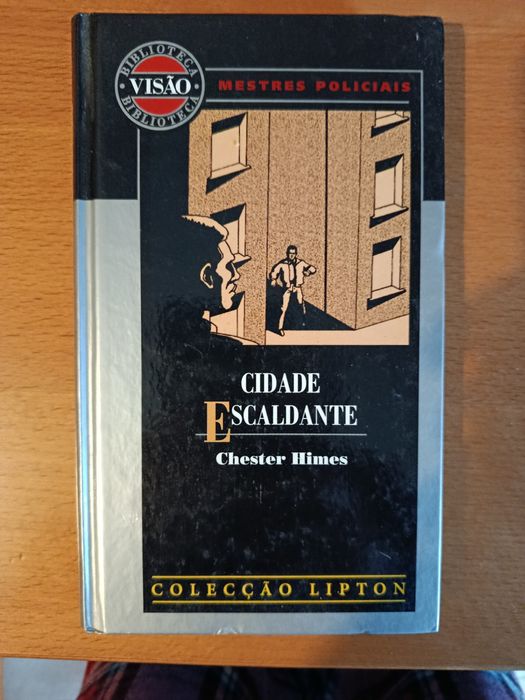 BIBLIOTECA
VISÃO
BIBLIOTECA
MESTRES POLICIAIS
CIDADE
ESCALDANTE
Chester Himes
COLECÇÃO LIPTON